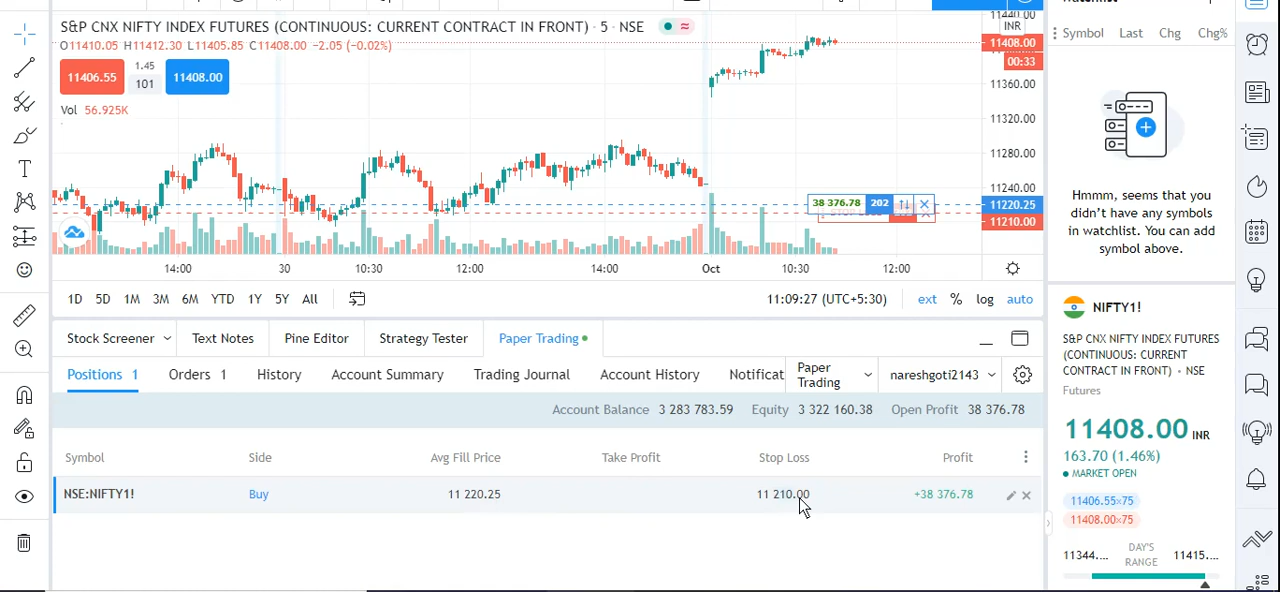 S&P CNX NIFTY INDEX FUTURES (CONTINUOUS: CURRENT CONTRACT IN FRONT) · 5 · NSE
O11410.05 H11412.30 L11405.85 C11408.00 -2.05 (-0.02%)
11406.55 1.45 101 11408.00
Vol 56.925K
11440.00
INR
11408.00
00:33
11360.00
11320.00
11280.00
11240.00
11220.25
11210.00
38 376.78 202
14:00 30 10:30 12:00 14:00 Oct 10:30 12:00
1D 5D 1M 3M 6M YTD 1Y 5Y All 11:09:27 (UTC+5:30) ext % log auto
Stock Screener Text Notes Pine Editor Strategy Tester Paper Trading
Positions 1 Orders 1 History Account Summary Trading Journal Account History Notificat Paper Trading nareshgoti2143
Account Balance 3 283 783.59 Equity 3 322 160.38 Open Profit 38 376.78
Symbol Side Avg Fill Price Take Profit Stop Loss Profit
NSE:NIFTY1! Buy 11 220.25 11 210.00 +38 376.78
Symbol Last Chg Chg%
Hmmm, seems that you
didn't have any symbols
in watchlist. You can add
symbol above.
NIFTY1!
S&P CNX NIFTY INDEX FUTURES
(CONTINUOUS: CURRENT
CONTRACT IN FRONT) · NSE
Futures
11408.00 INR
163.70 (1.46%)
MARKET OPEN
11406.55×75
11408.00×75
11344.... DAY'S RANGE 11415....